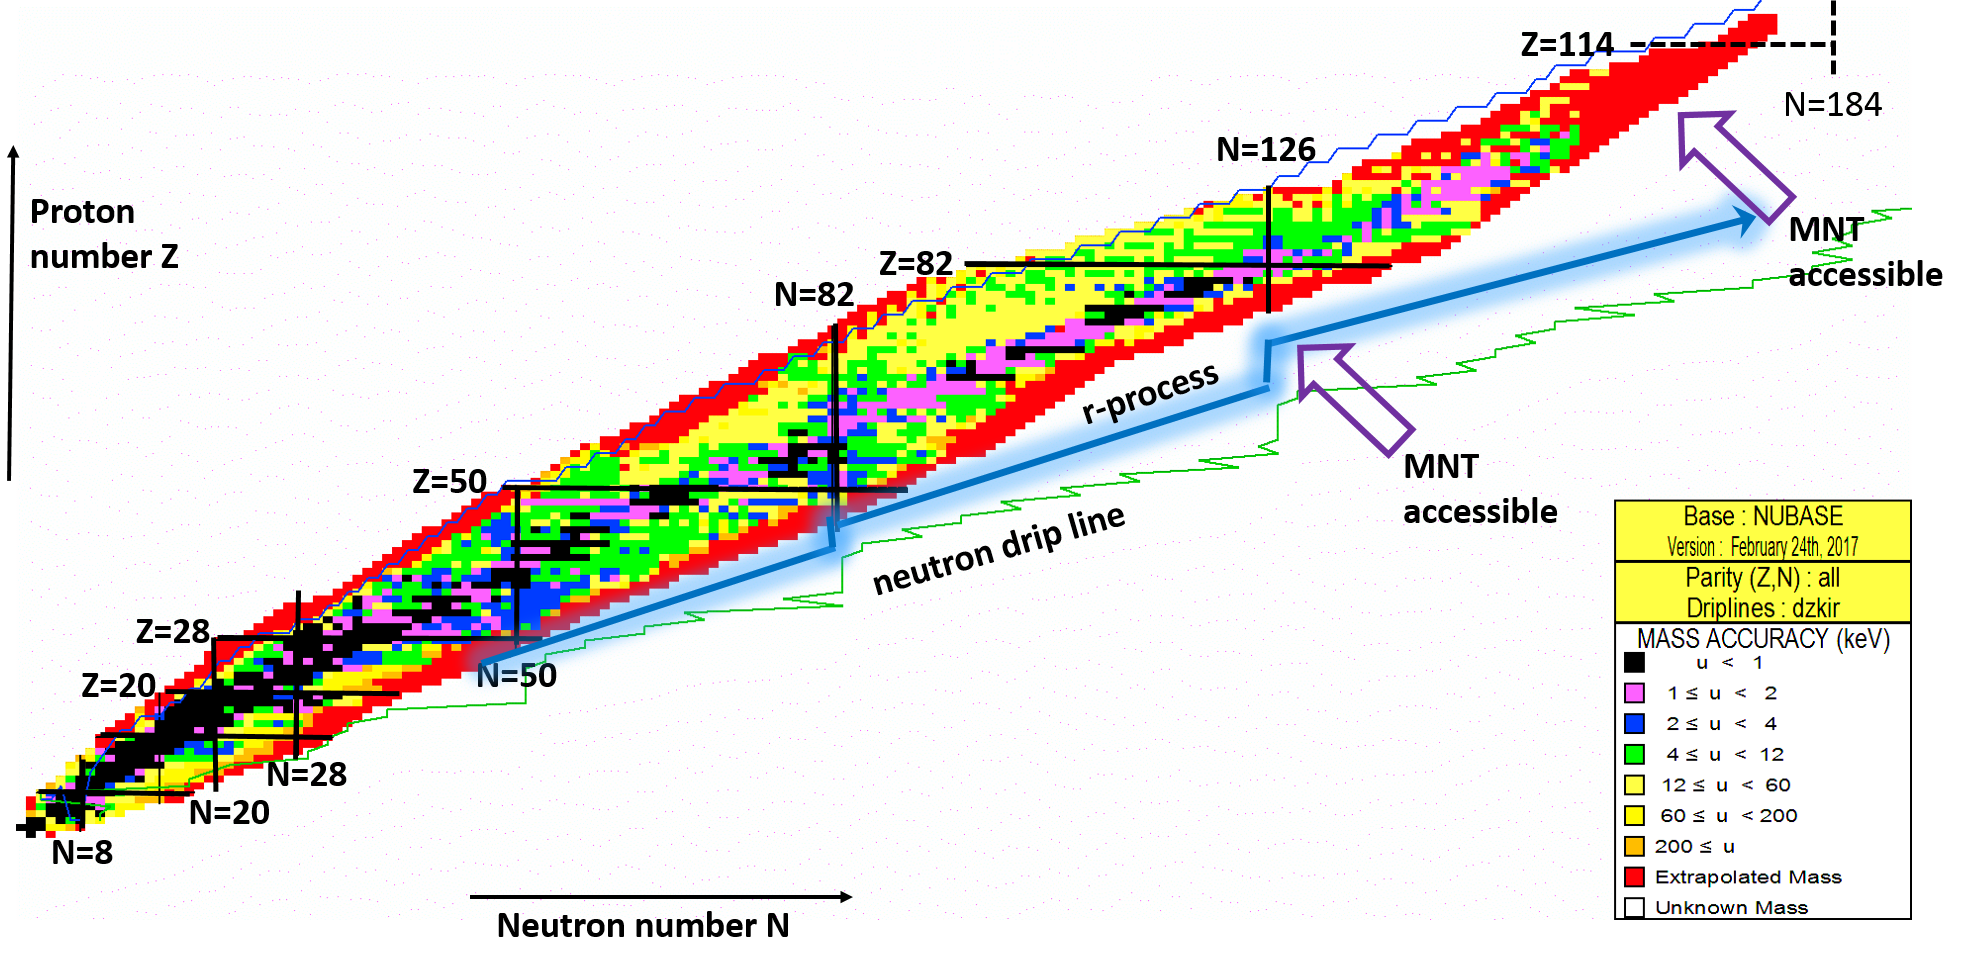 Z=114
N=184
N=126
Proton
number Z
MNT
accessible
Z=82
N=82
r-process
MNT
accessible
Z=50
neutron drip line
Z=28
N=50
Z=20
N=28
N=20
N=8
Neutron number N
Base : NUBASE
Version : February 24th, 2017
Parity (Z,N) : all
Driplines : dzkir
MASS ACCURACY (keV)
u < 1
1 ≤ u < 2
2 ≤ u < 4
4 ≤ u < 12
12 ≤ u < 60
60 ≤ u < 200
200 ≤ u
Extrapolated Mass
Unknown Mass